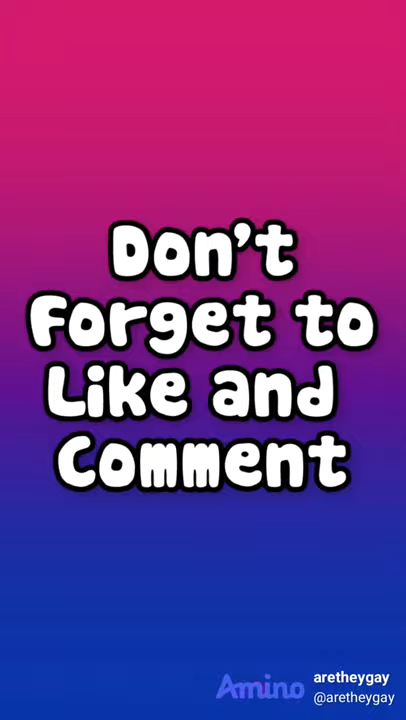 Don't
Forget to
Like and
Comment
Amino
aretheygay
@aretheygay